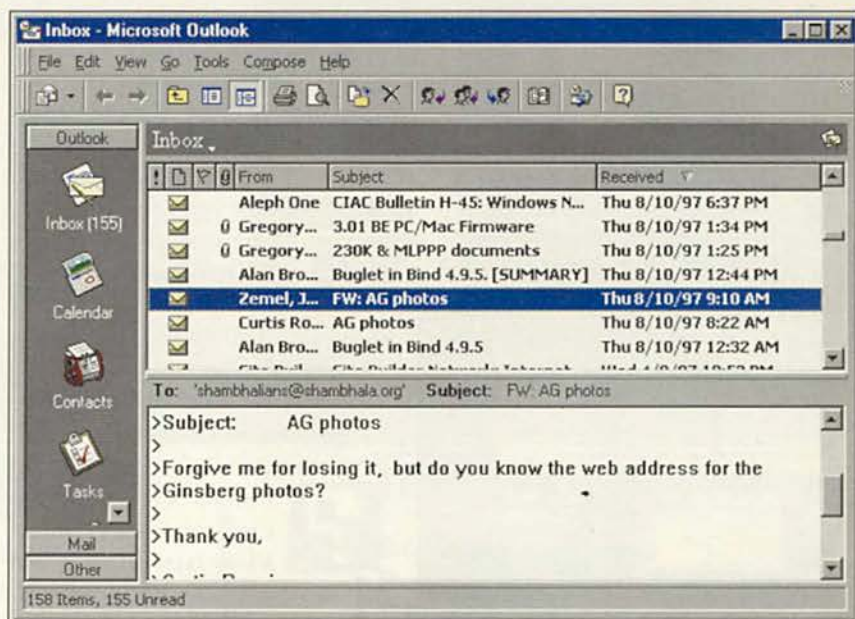 Inbox - Microsoft Outlook
File Edit View Go Tools Compose Help
Outlook
Inbox (155)
Calendar
Contacts
Tasks
Mail
Other
Inbox
! From Subject Received
Aleph One CIAC Bulletin H-45: Windows N... Thu 8/10/97 6:37 PM
Gregory... 3.01 BE PC/Mac Firmware Thu 8/10/97 1:34 PM
Gregory... 230K & MLPPP documents Thu 8/10/97 1:25 PM
Alan Bro... Buglet in Bind 4.9.5. [SUMMARY] Thu 8/10/97 12:44 PM
Zemel, J... FW: AG photos Thu 8/10/97 9:10 AM
Curtis Ro... AG photos Thu 8/10/97 8:22 AM
Alan Bro... Buglet in Bind 4.9.5 Thu 8/10/97 12:32 AM
To: 'shambhalians@shambhala.org' Subject: FW: AG photos
>Subject: AG photos
>
>Forgive me for losing it, but do you know the web address for the
>Ginsberg photos?
>
>Thank you,
>
158 Items, 155 Unread